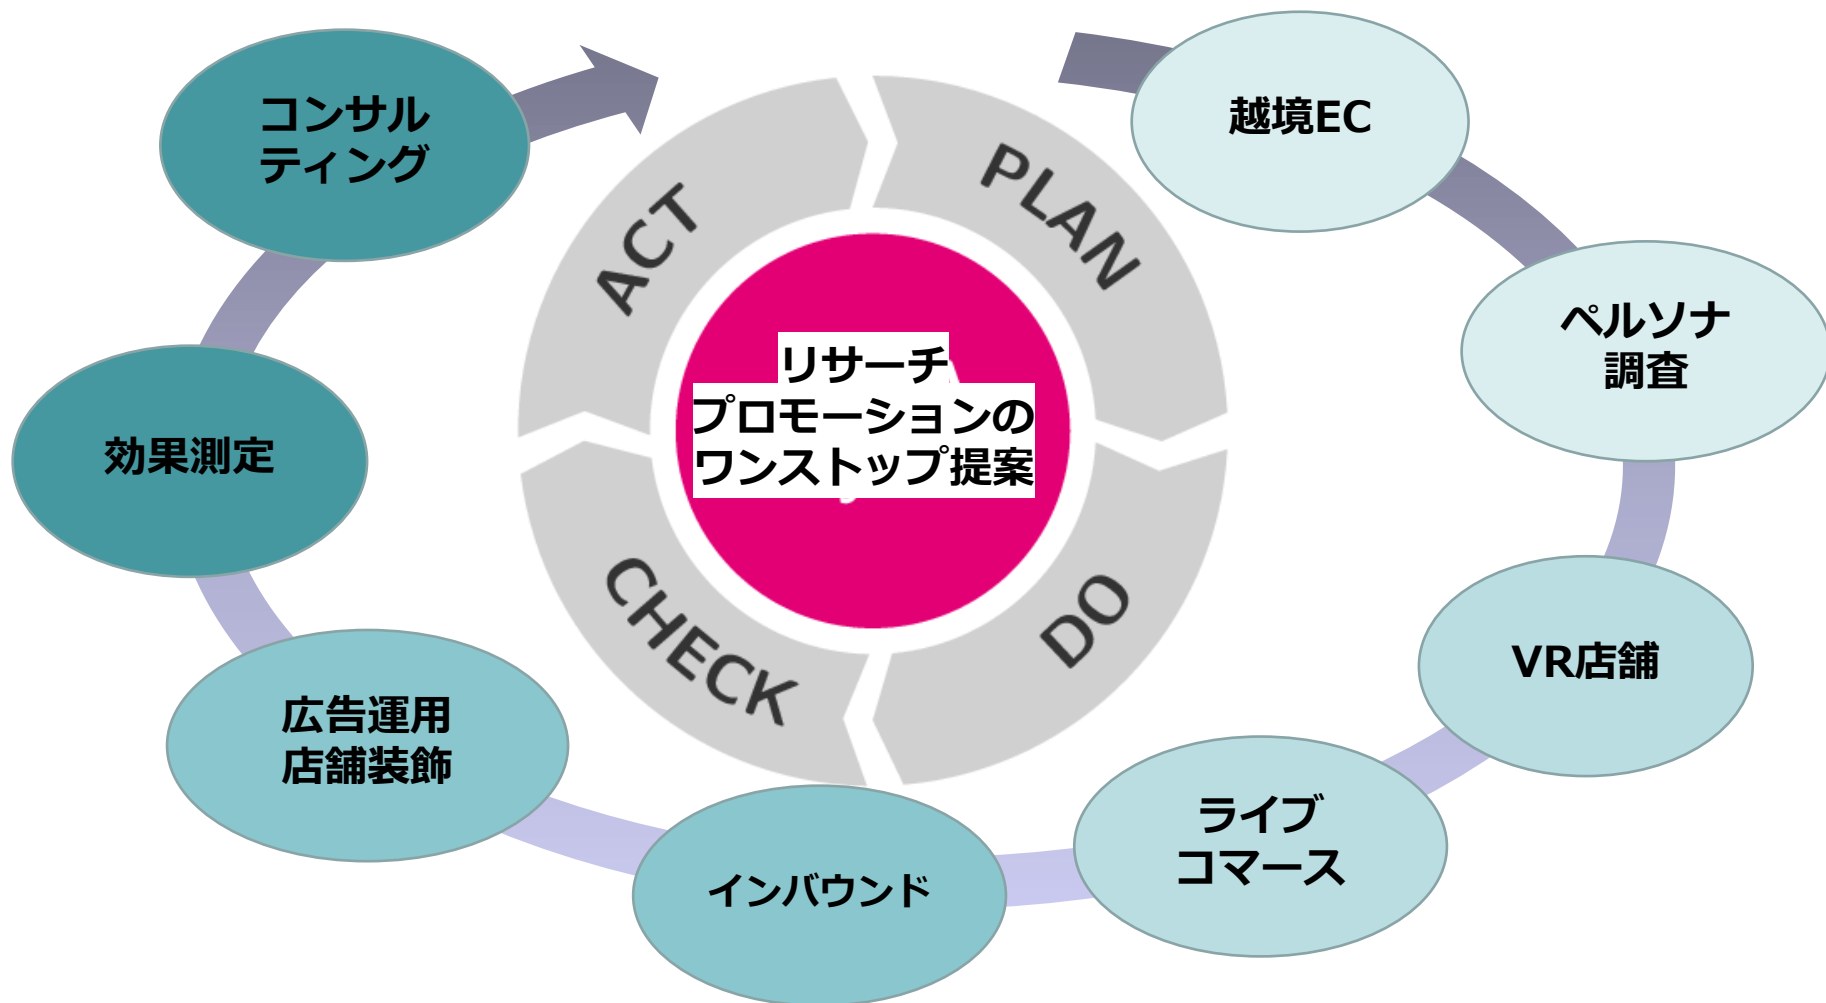 コンサル
ティング
越境EC
ACT
PLAN
ペルソナ
調査
リサーチ
プロモーションの
ワンストップ提案
効果測定
CHECK
DO
VR店舗
広告運用
店舗装飾
ライブ
コマース
インバウンド